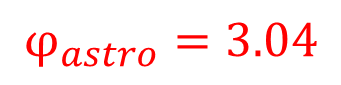 φ_astro = 3.04